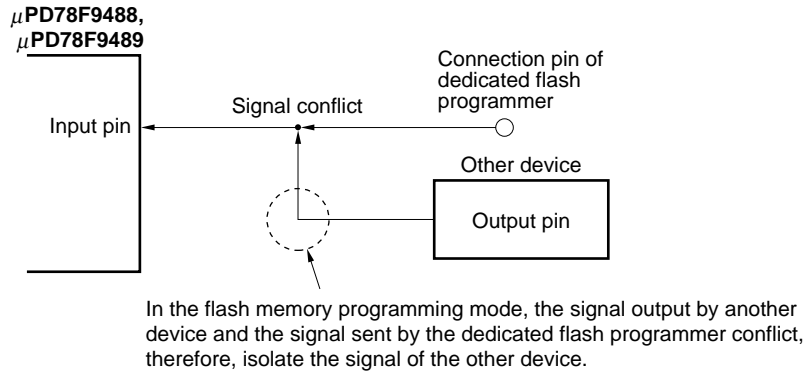 μPD78F9488,
μPD78F9489
Connection pin of
dedicated flash
programmer
Signal conflict
Input pin
Other device
Output pin
In the flash memory programming mode, the signal output by another
device and the signal sent by the dedicated flash programmer conflict,
therefore, isolate the signal of the other device.